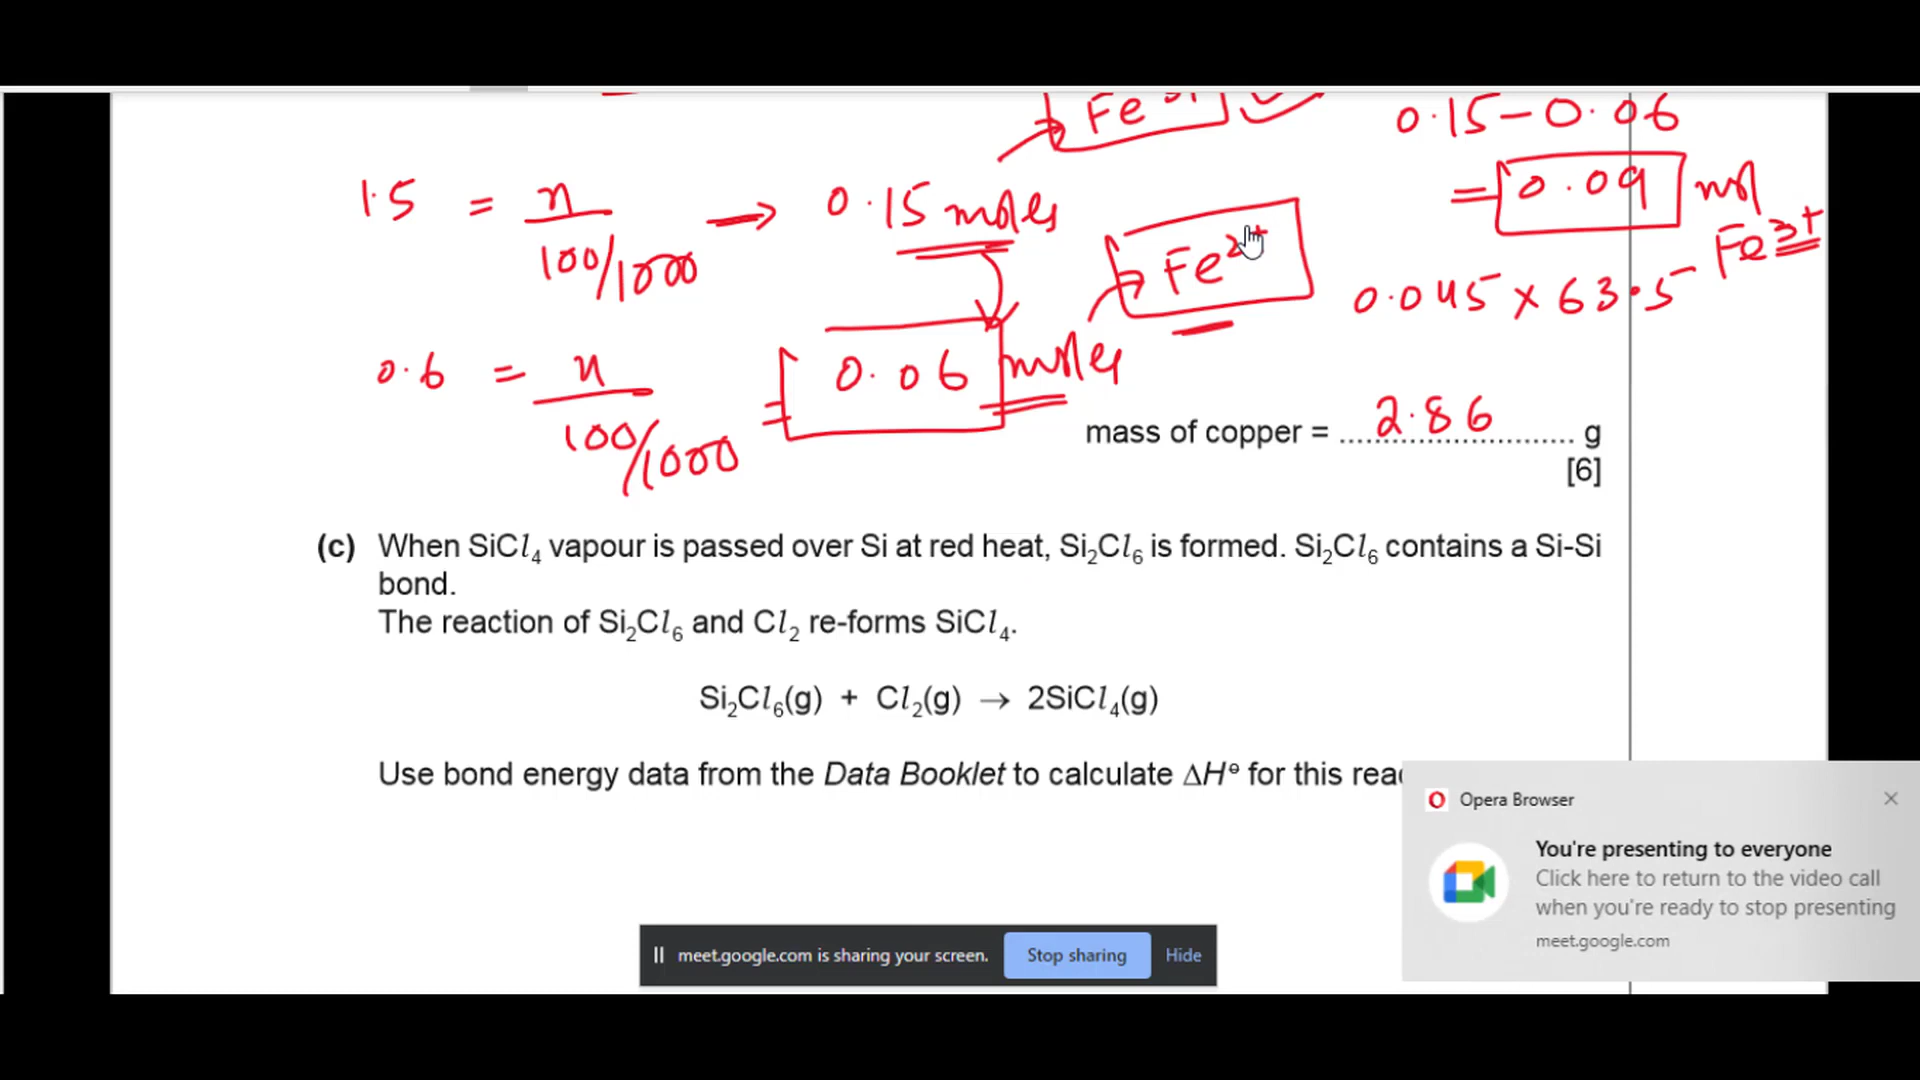 Fe³⁺
0.15-0.06
1.5 = n / 100/1000 → 0.15 moles
= 0.09 mol
Fe³⁺
Fe²⁺
0.045 × 63.5
0.6 = n / 100/1000 = 0.06 moles
mass of copper = 2.86 g
[6]
(c) When SiCl₄ vapour is passed over Si at red heat, Si₂Cl₆ is formed. Si₂Cl₆ contains a Si-Si
bond.
The reaction of Si₂Cl₆ and Cl₂ re-forms SiCl₄.
Si₂Cl₆(g) + Cl₂(g) → 2SiCl₄(g)
Use bond energy data from the Data Booklet to calculate ΔH⦵ for this reac
Opera Browser
You're presenting to everyone
Click here to return to the video call
when you're ready to stop presenting
meet.google.com
meet.google.com is sharing your screen. Stop sharing Hide